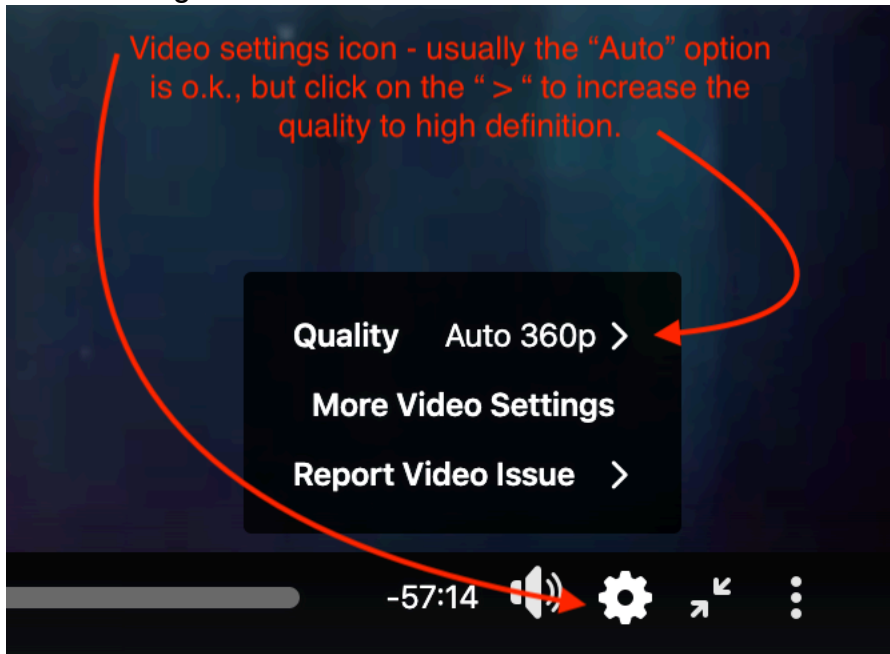 Video settings icon - usually the “Auto” option
is o.k., but click on the “ > “ to increase the
quality to high definition.
Quality Auto 360p >
More Video Settings
Report Video Issue >
-57:14